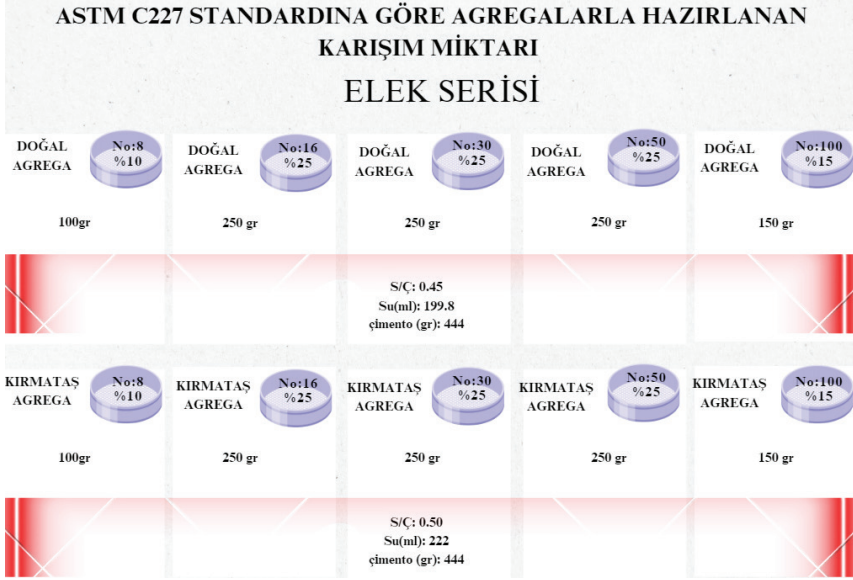 ASTM C227 STANDARDINA GÖRE AGREGALARLA HAZIRLANAN
KARIŞIM MİKTARI
ELEK SERİSİ
DOĞAL
AGREGA
No:8
%10
100gr
DOĞAL
AGREGA
No:16
%25
250 gr
DOĞAL
AGREGA
No:30
%25
250 gr
DOĞAL
AGREGA
No:50
%25
250 gr
DOĞAL
AGREGA
No:100
%15
150 gr
S/Ç: 0.45
Su(ml): 199.8
çimento (gr): 444
KIRMATAŞ
AGREGA
No:8
%10
100gr
KIRMATAŞ
AGREGA
No:16
%25
250 gr
KIRMATAŞ
AGREGA
No:30
%25
250 gr
KIRMATAŞ
AGREGA
No:50
%25
250 gr
KIRMATAŞ
AGREGA
No:100
%15
150 gr
S/Ç: 0.50
Su(ml): 222
çimento (gr): 444